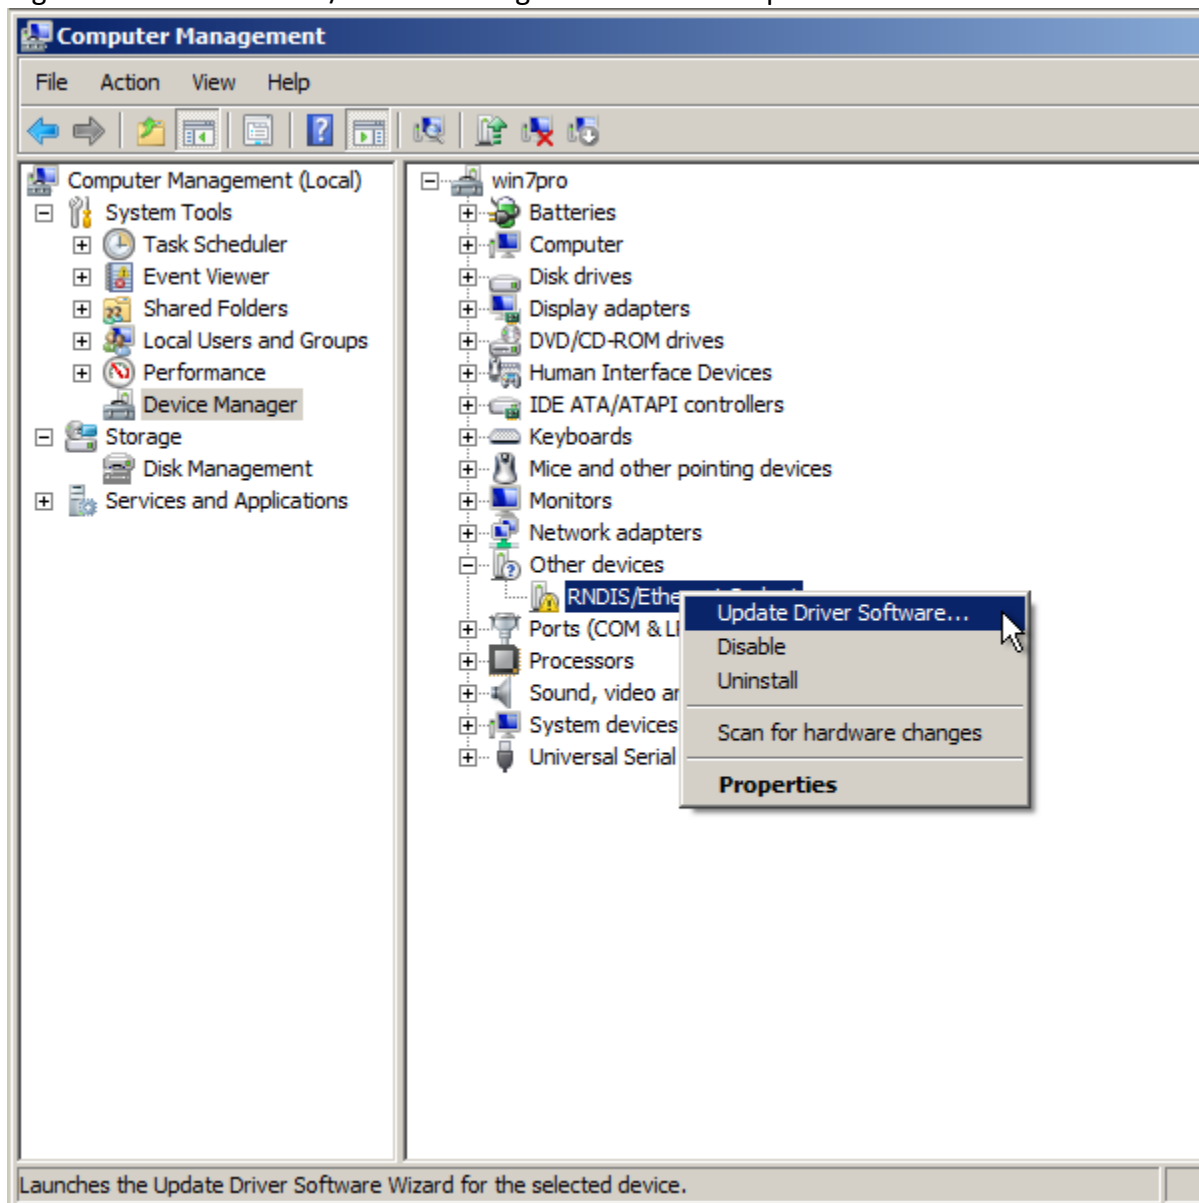 Computer Management
File Action View Help
Computer Management (Local)
System Tools
Task Scheduler
Event Viewer
Shared Folders
Local Users and Groups
Performance
Device Manager
Storage
Disk Management
Services and Applications
win7pro
Batteries
Computer
Disk drives
Display adapters
DVD/CD-ROM drives
Human Interface Devices
IDE ATA/ATAPI controllers
Keyboards
Mice and other pointing devices
Monitors
Network adapters
Other devices
RNDIS/Ethe
Ports (COM & L
Processors
Sound, video ar
System devices
Universal Serial
Update Driver Software...
Disable
Uninstall
Scan for hardware changes
Properties
Launches the Update Driver Software Wizard for the selected device.